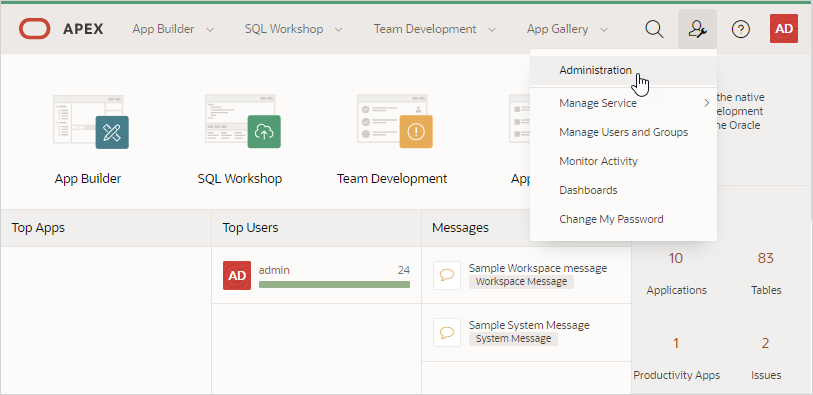 APEX
App Builder
SQL Workshop
Team Development
App Gallery
AD
Administration
Manage Service
Manage Users and Groups
Monitor Activity
Dashboards
Change My Password
the native
elopment
ne Oracle
App Builder
SQL Workshop
Team Development
App
Top Apps
Top Users
Messages
AD
admin
24
Sample Workspace message
Workspace Message
Sample System Message
System Message
10
Applications
83
Tables
1
Productivity Apps
2
Issues